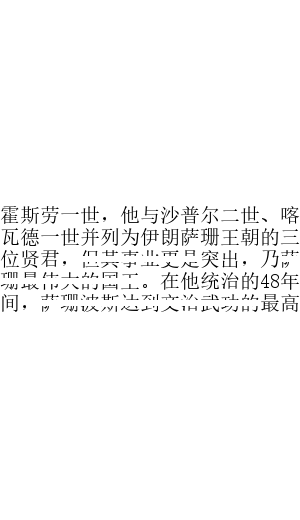 霍斯劳一世，他与沙普尔二世、喀
瓦德一世并列为伊朗萨珊王朝的三
位贤君，但其事业更是突出，乃萨
珊最伟大的国王。在他统治的48年
间，萨珊波斯达到文治武功的最高